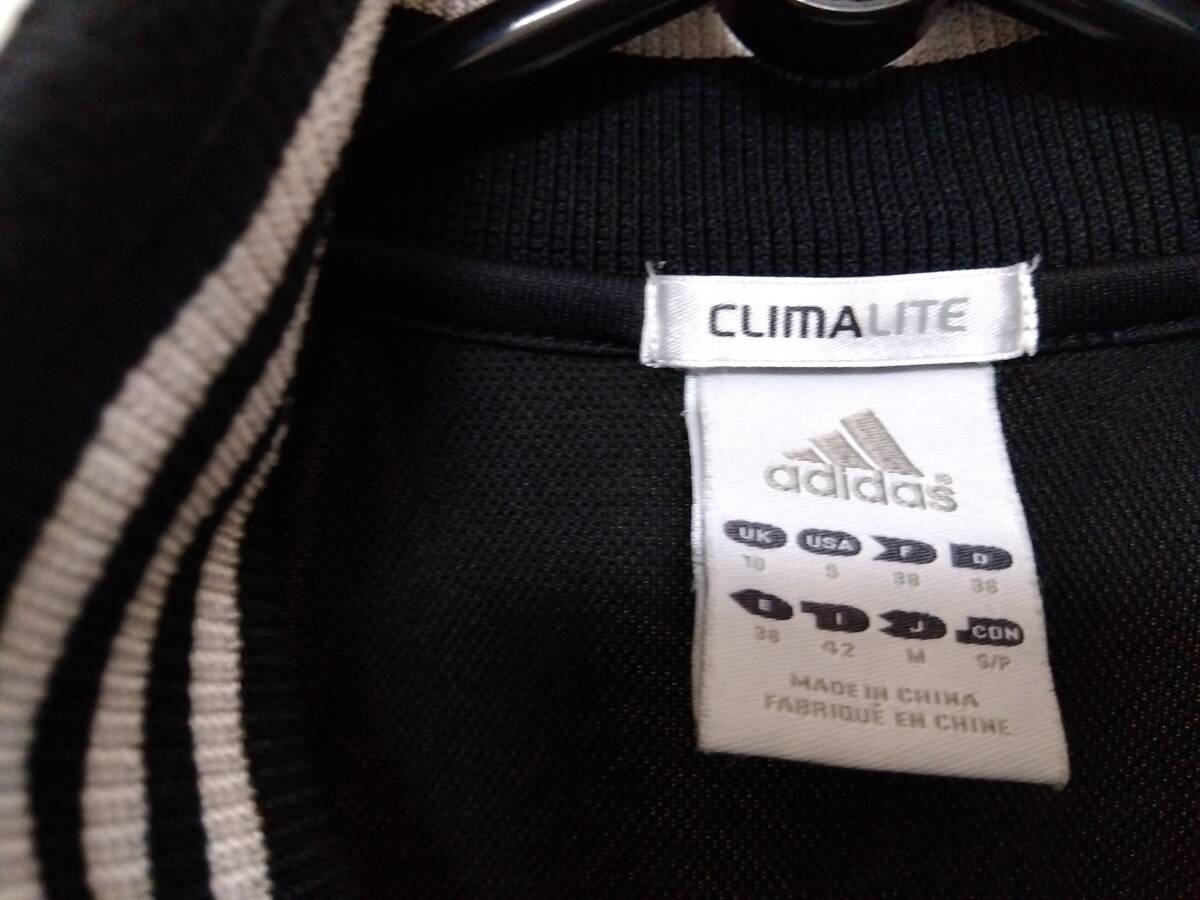 CLIMALITE
adidas®
UK USA F D
10 S 38 36
E I J CDN
38 42 M S/P
MADE IN CHINA
FABRIQUÉ EN CHINE